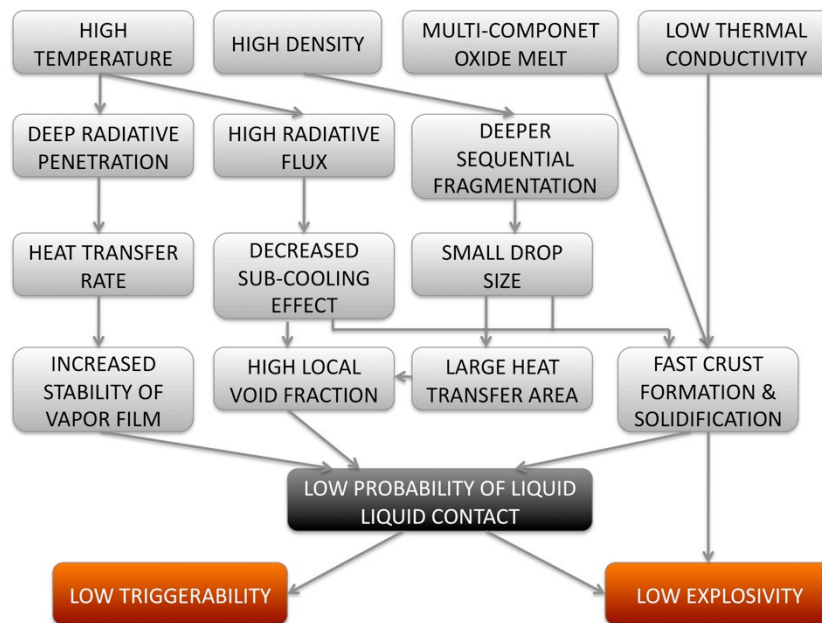 HIGH
TEMPERATURE
HIGH DENSITY
MULTI-COMPONET
OXIDE MELT
LOW THERMAL
CONDUCTIVITY
DEEP RADIATIVE
PENETRATION
HIGH RADIATIVE
FLUX
DEEPER
SEQUENTIAL
FRAGMENTATION
HEAT TRANSFER
RATE
DECREASED
SUB-COOLING
EFFECT
SMALL DROP
SIZE
INCREASED
STABILITY OF
VAPOR FILM
HIGH LOCAL
VOID FRACTION
LARGE HEAT
TRANSFER AREA
FAST CRUST
FORMATION &
SOLIDIFICATION
LOW PROBABILITY OF LIQUID
LIQUID CONTACT
LOW TRIGGERABILITY
LOW EXPLOSIVITY